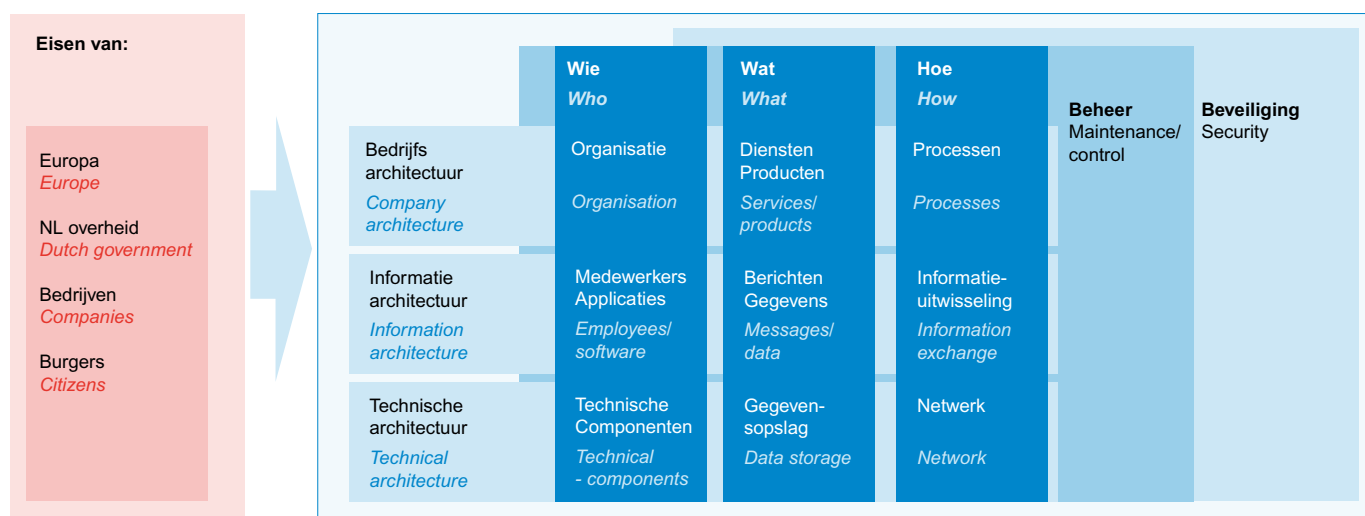 Eisen van:
Europa
Europe
NL overheid
Dutch government
Bedrijven
Companies
Burgers
Citizens
Wie
Who
Wat
What
Hoe
How
Beheer
Maintenance/
control
Beveiliging
Security
Bedrijfs
architectuur
Company
architecture
Organisatie
Organisation
Diensten
Producten
Services/
products
Processen
Processes
Informatie
architectuur
Information
architecture
Medewerkers
Applicaties
Employees/
software
Berichten
Gegevens
Messages/
data
Informatie-
uitwisseling
Information
exchange
Technische
architectuur
Technical
architecture
Technische
Componenten
Technical
- components
Gegeven-
sopslag
Data storage
Netwerk
Network